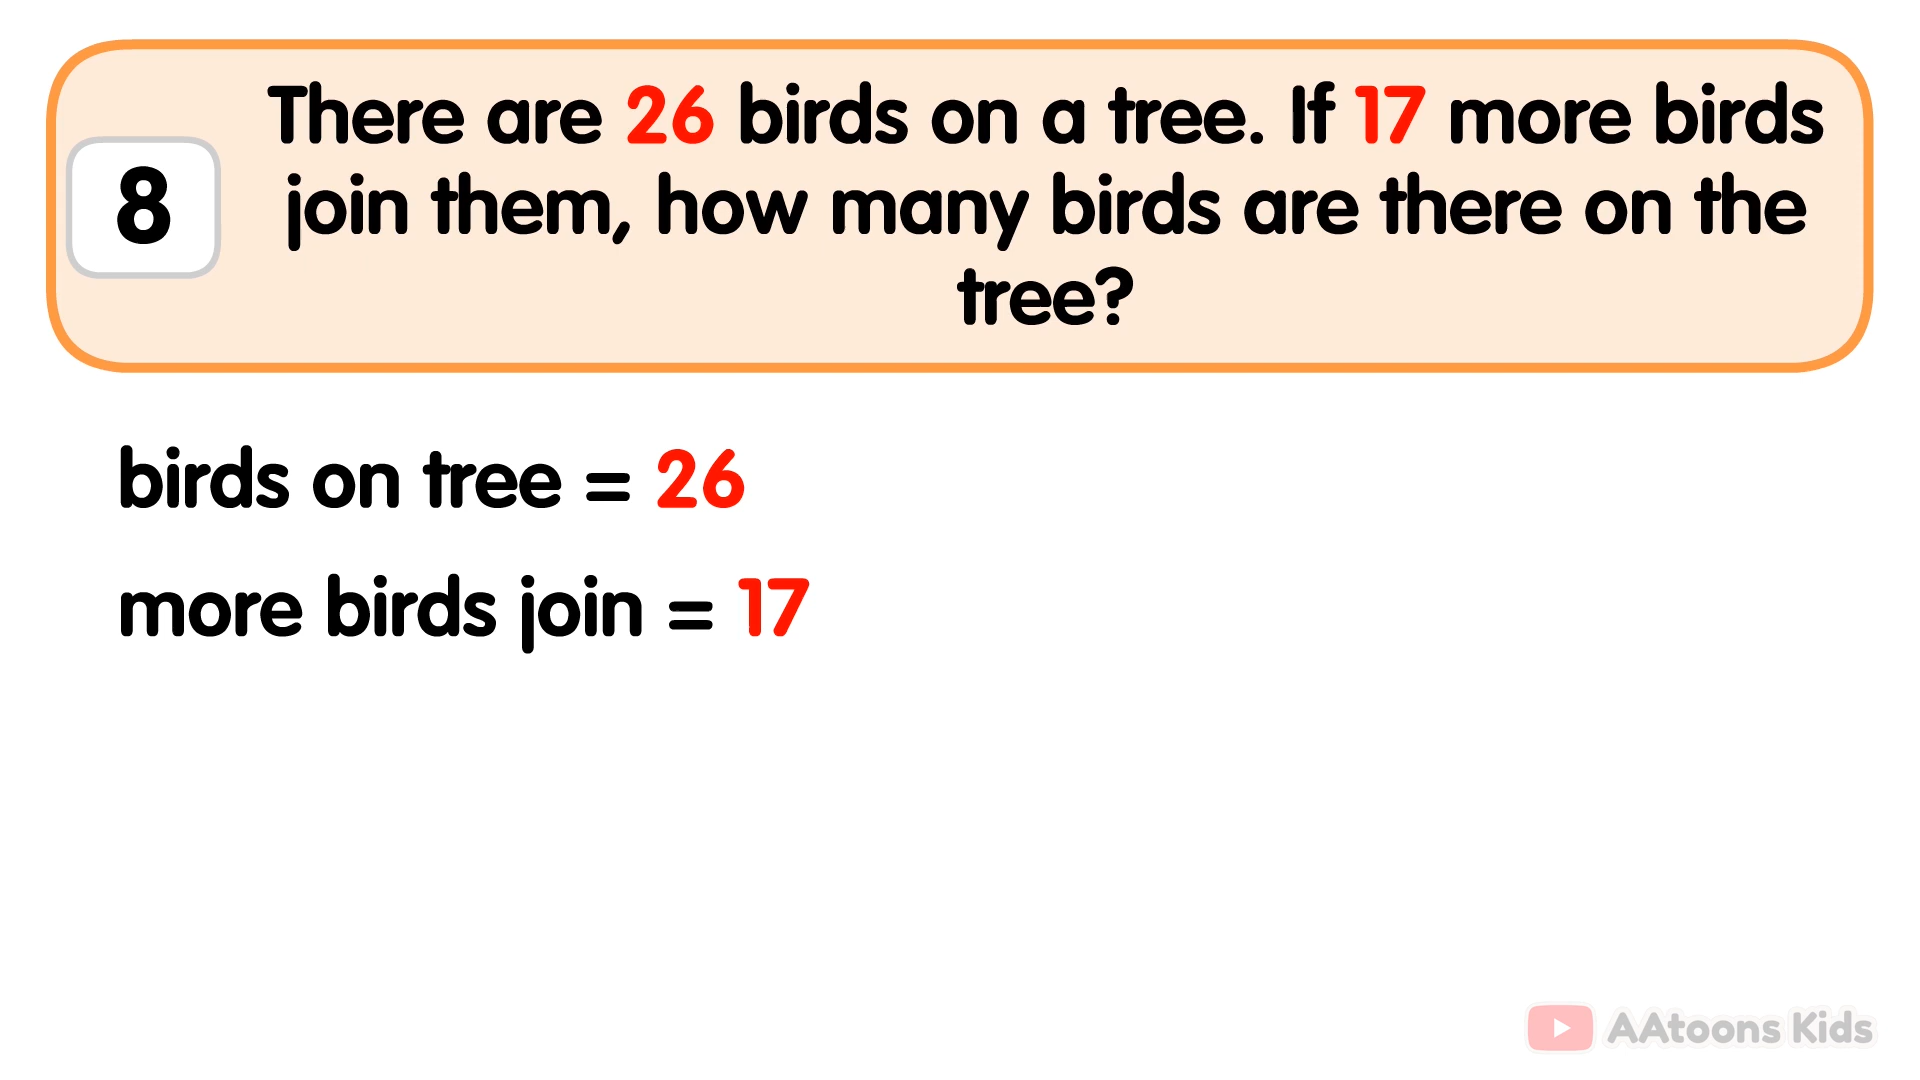 8
There are 26 birds on a tree. If 17 more birds
join them, how many birds are there on the
tree?
birds on tree = 26
more birds join = 17
AAtoons Kids